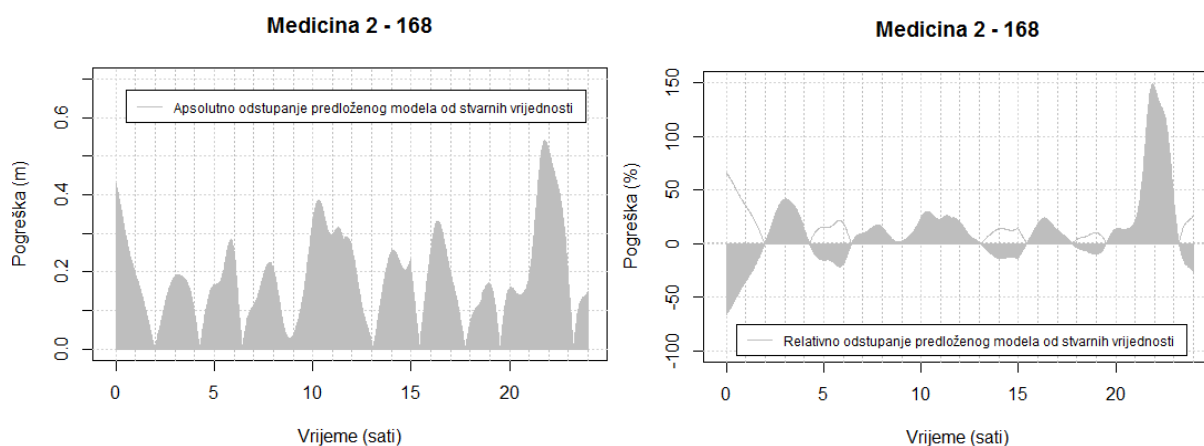 Medicina 2 - 168
Apsolutno odstupanje predloženog modela od stvarnih vrijednosti
Pogreška (m)
0.6
0.4
0.2
0.0
0 5 10 15 20
Vrijeme (sati)
Medicina 2 - 168
Pogreška (%)
150
100
50
0
-50
-100
Relativno odstupanje predloženog modela od stvarnih vrijednosti
0 5 10 15 20
Vrijeme (sati)